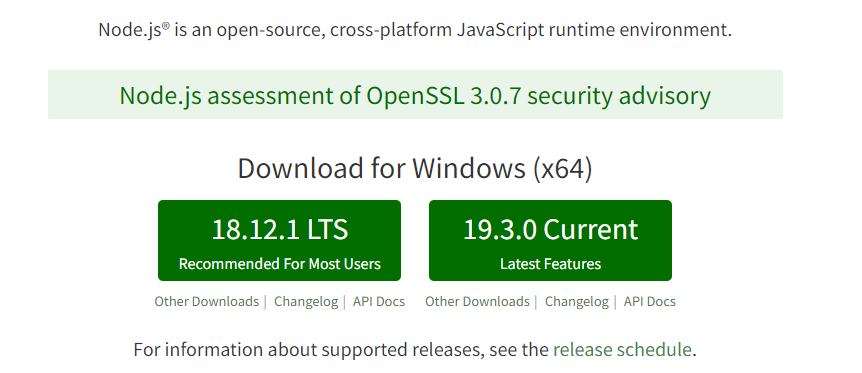 Node.js® is an open-source, cross-platform JavaScript runtime environment.
Node.js assessment of OpenSSL 3.0.7 security advisory
Download for Windows (x64)
18.12.1 LTS
Recommended For Most Users
19.3.0 Current
Latest Features
Other Downloads | Changelog | API Docs
Other Downloads | Changelog | API Docs
For information about supported releases, see the release schedule.